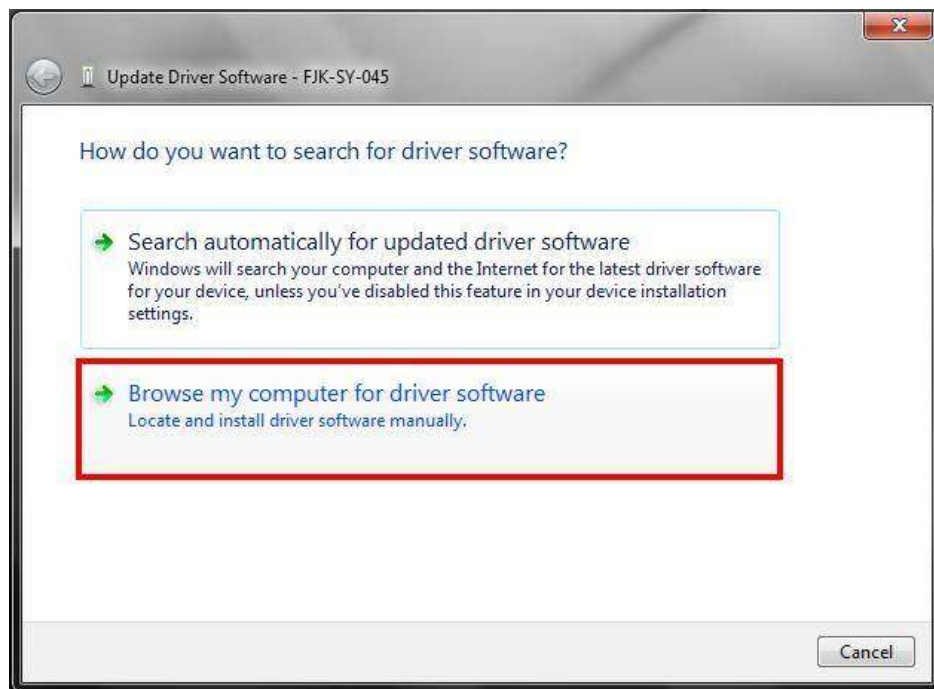 Update Driver Software - FJK-SY-045
How do you want to search for driver software?
Search automatically for updated driver software
Windows will search your computer and the Internet for the latest driver software
for your device, unless you've disabled this feature in your device installation
settings.
Browse my computer for driver software
Locate and install driver software manually.
Cancel